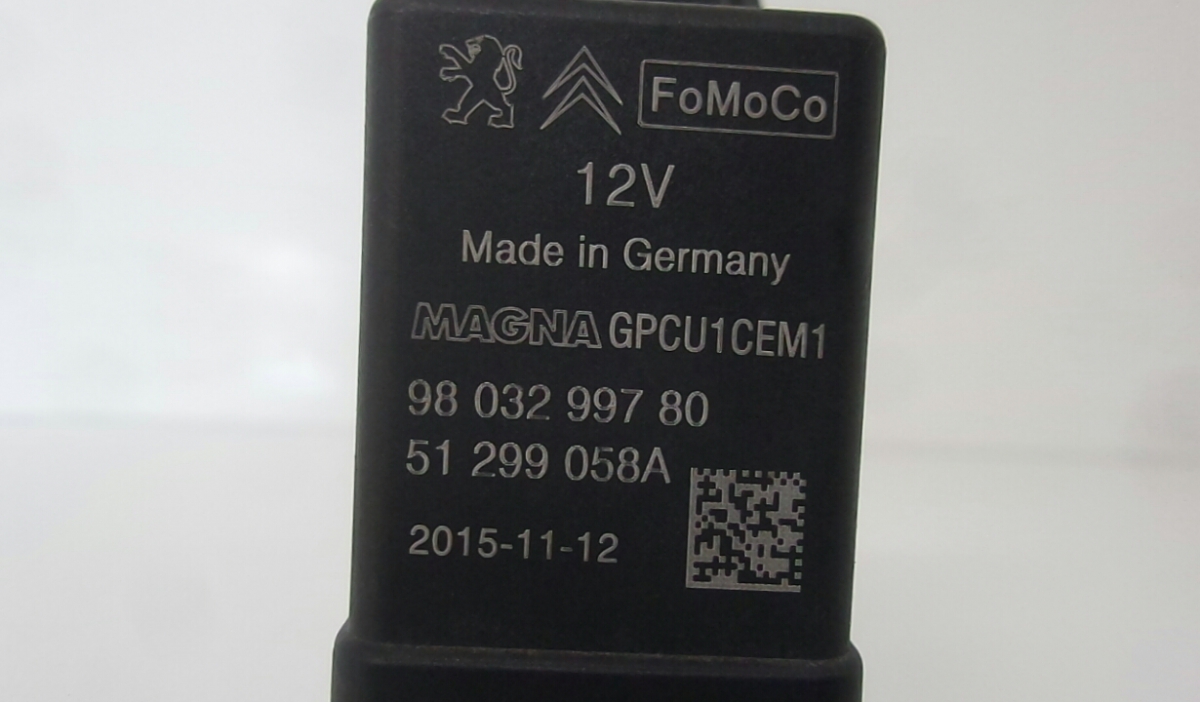 FoMoCo
12V
Made in Germany
MAGNA GPCU1CEM1
98 032 997 80
51 299 058A
2015-11-12